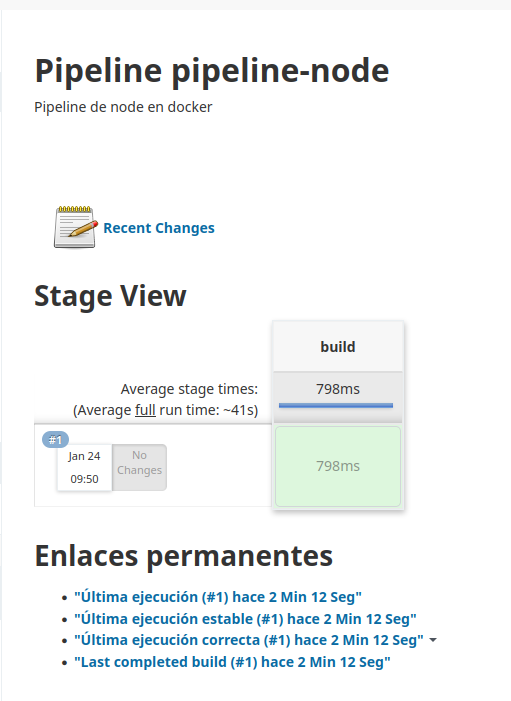 Pipeline pipeline-node
Pipeline de node en docker
Recent Changes
Stage View
build
Average stage times:
798ms
(Average full run time: ~41s)
#1
Jan 24
09:50
No
Changes
798ms
Enlaces permanentes
"Última ejecución (#1) hace 2 Min 12 Seg"
"Última ejecución estable (#1) hace 2 Min 12 Seg"
"Última ejecución correcta (#1) hace 2 Min 12 Seg"
"Last completed build (#1) hace 2 Min 12 Seg"